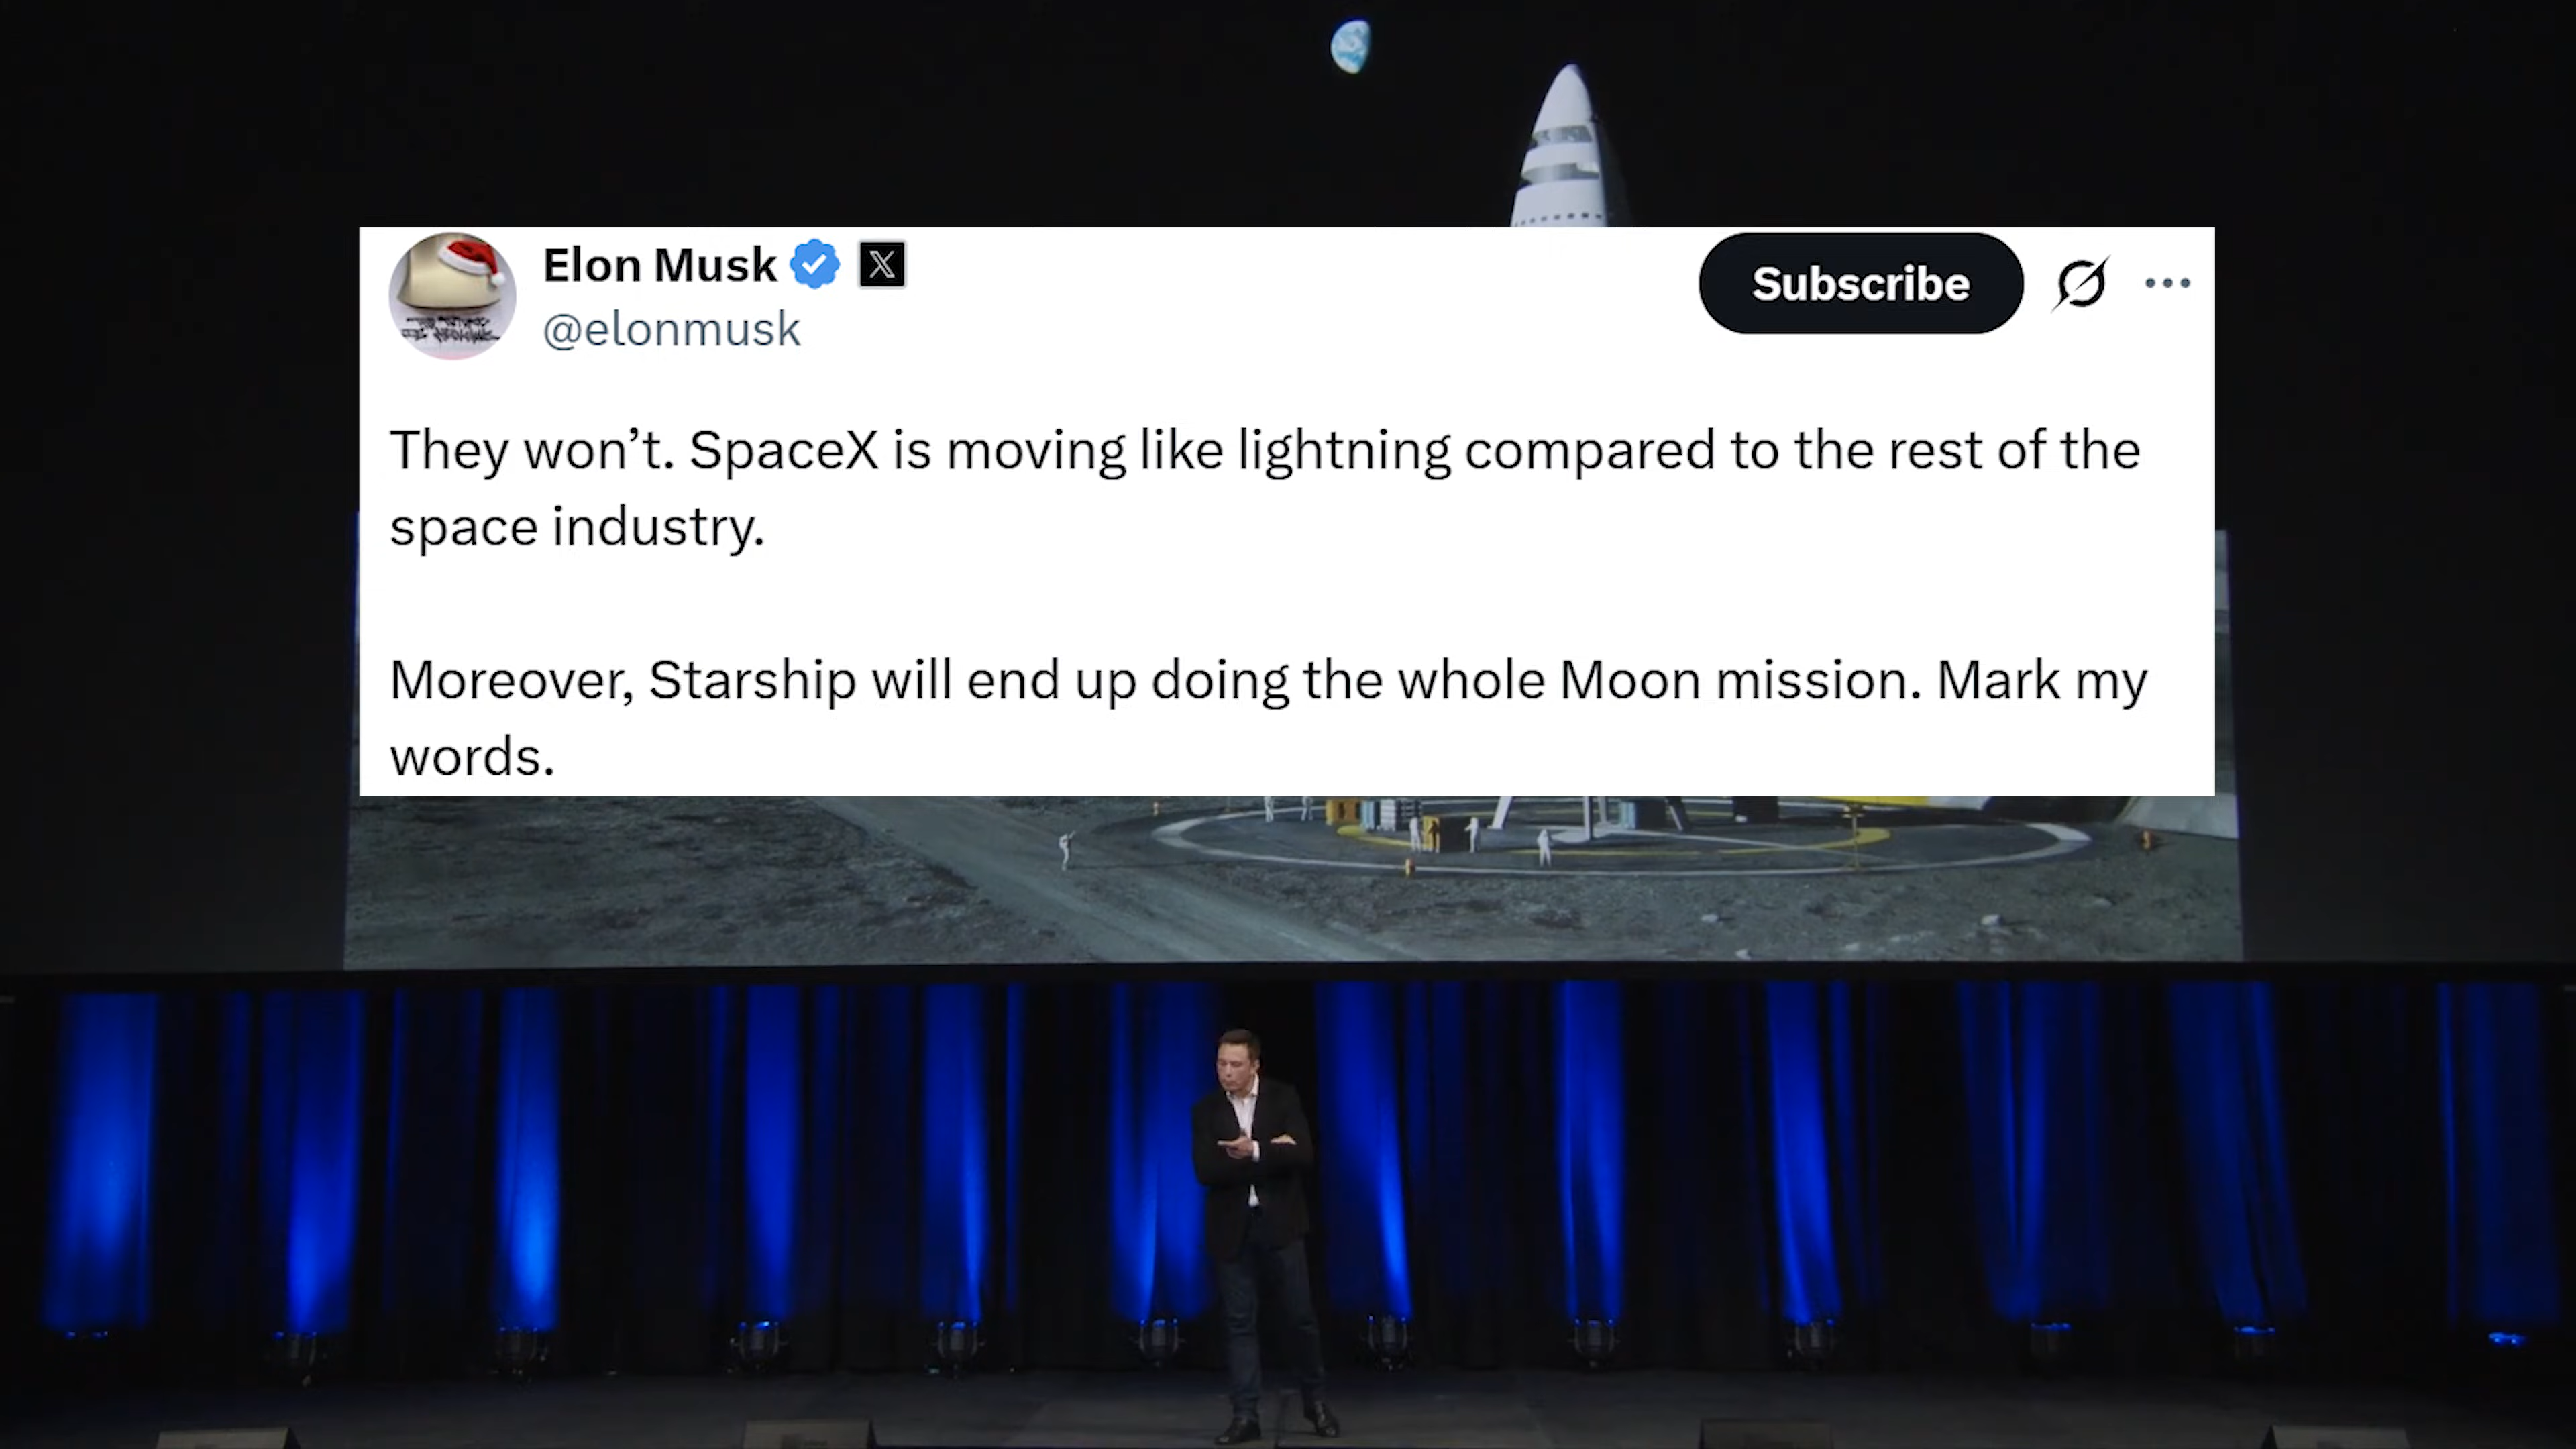 Elon Musk
@elonmusk
Subscribe
They won’t. SpaceX is moving like lightning compared to the rest of the
space industry.
Moreover, Starship will end up doing the whole Moon mission. Mark my
words.